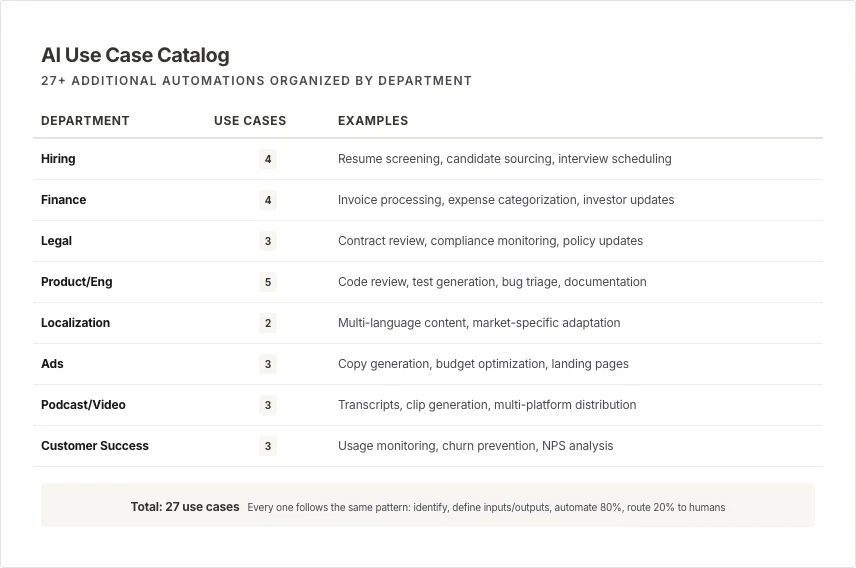 AI Use Case Catalog
27+ ADDITIONAL AUTOMATIONS ORGANIZED BY DEPARTMENT
DEPARTMENT USE CASES EXAMPLES
Hiring 4 Resume screening, candidate sourcing, interview scheduling
Finance 4 Invoice processing, expense categorization, investor updates
Legal 3 Contract review, compliance monitoring, policy updates
Product/Eng 5 Code review, test generation, bug triage, documentation
Localization 2 Multi-language content, market-specific adaptation
Ads 3 Copy generation, budget optimization, landing pages
Podcast/Video 3 Transcripts, clip generation, multi-platform distribution
Customer Success 3 Usage monitoring, churn prevention, NPS analysis
Total: 27 use cases Every one follows the same pattern: identify, define inputs/outputs, automate 80%, route 20% to humans